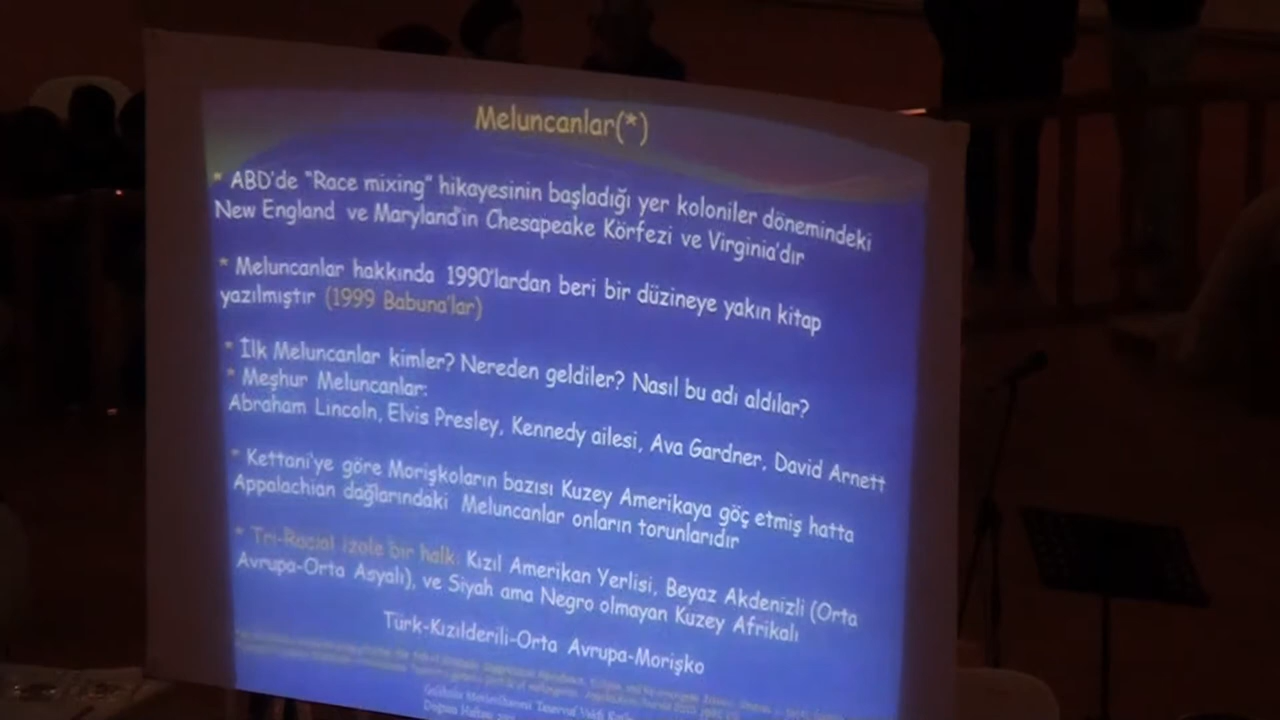 Meluncanlar(*)
* ABD'de "Race mixing" hikayesinin başladığı yer koloniler dönemindeki
New England ve Maryland'in Chesapeake Körfezi ve Virginia'dır
* Meluncanlar hakkında 1990'lardan beri bir düzineye yakın kitap
yazılmıştır (1999 Babuna'lar)
* İlk Meluncanlar kimler? Nereden geldiler? Nasıl bu adı aldılar?
* Meşhur Meluncanlar:
Abraham Lincoln, Elvis Presley, Kennedy ailesi, Ava Gardner, David Arnett
* Kettani'ye göre Morişkoların bazısı Kuzey Amerikaya göç etmiş hatta
Appalachian dağlarındaki Meluncanlar onların torunlarıdır
* Tri-Racial izole bir halk: Kızıl Amerikan Yerlisi, Beyaz Akdenizli (Orta
Avrupa-Orta Asyalı), ve Siyah ama Negro olmayan Kuzey Afrikalı
Türk-Kızılderili-Orta Avrupa-Morişko